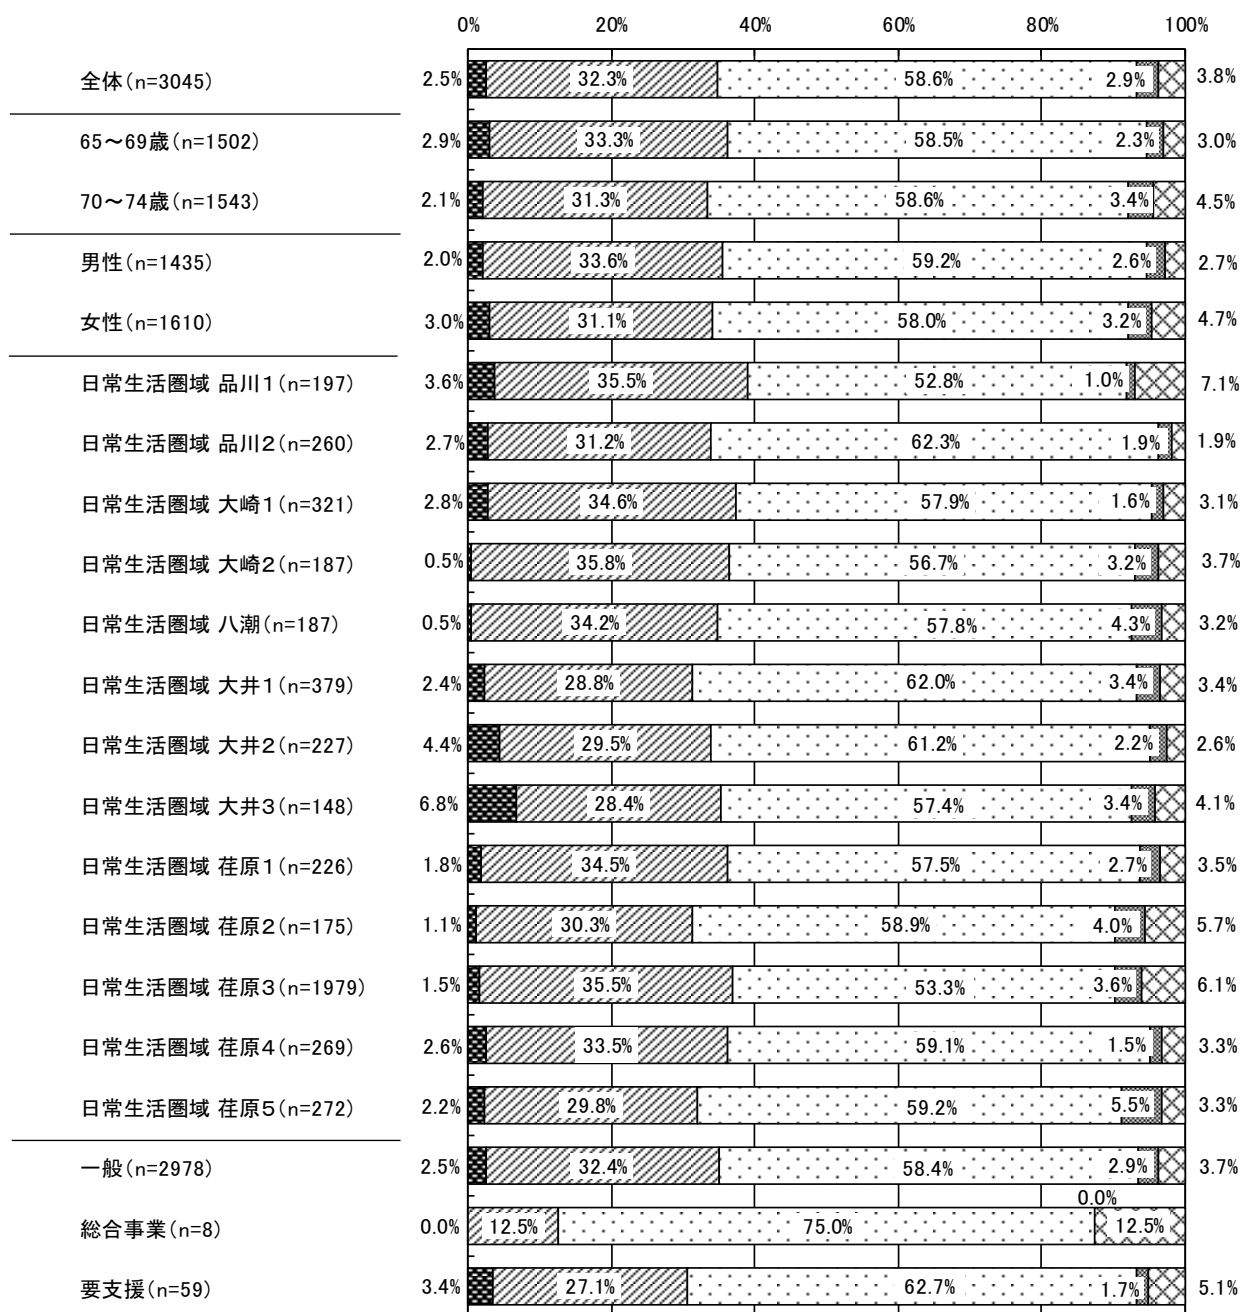 0% 20% 40% 60% 80% 100%
全体(n=3045) 2.5% 32.3% 58.6% 2.9% 3.8%
65～69歳(n=1502) 2.9% 33.3% 58.5% 2.3% 3.0%
70～74歳(n=1543) 2.1% 31.3% 58.6% 3.4% 4.5%
男性(n=1435) 2.0% 33.6% 59.2% 2.6% 2.7%
女性(n=1610) 3.0% 31.1% 58.0% 3.2% 4.7%
日常生活圏域 品川1(n=197) 3.6% 35.5% 52.8% 1.0% 7.1%
日常生活圏域 品川2(n=260) 2.7% 31.2% 62.3% 1.9% 1.9%
日常生活圏域 大崎1(n=321) 2.8% 34.6% 57.9% 1.6% 3.1%
日常生活圏域 大崎2(n=187) 0.5% 35.8% 56.7% 3.2% 3.7%
日常生活圏域 八潮(n=187) 0.5% 34.2% 57.8% 4.3% 3.2%
日常生活圏域 大井1(n=379) 2.4% 28.8% 62.0% 3.4% 3.4%
日常生活圏域 大井2(n=227) 4.4% 29.5% 61.2% 2.2% 2.6%
日常生活圏域 大井3(n=148) 6.8% 28.4% 57.4% 3.4% 4.1%
日常生活圏域 荏原1(n=226) 1.8% 34.5% 57.5% 2.7% 3.5%
日常生活圏域 荏原2(n=175) 1.1% 30.3% 58.9% 4.0% 5.7%
日常生活圏域 荏原3(n=1979) 1.5% 35.5% 53.3% 3.6% 6.1%
日常生活圏域 荏原4(n=269) 2.6% 33.5% 59.1% 1.5% 3.3%
日常生活圏域 荏原5(n=272) 2.2% 29.8% 59.2% 5.5% 3.3%
一般(n=2978) 2.5% 32.4% 58.4% 2.9% 3.7%
総合事業(n=8) 0.0% 12.5% 75.0% 0.0% 12.5%
要支援(n=59) 3.4% 27.1% 62.7% 1.7% 5.1%